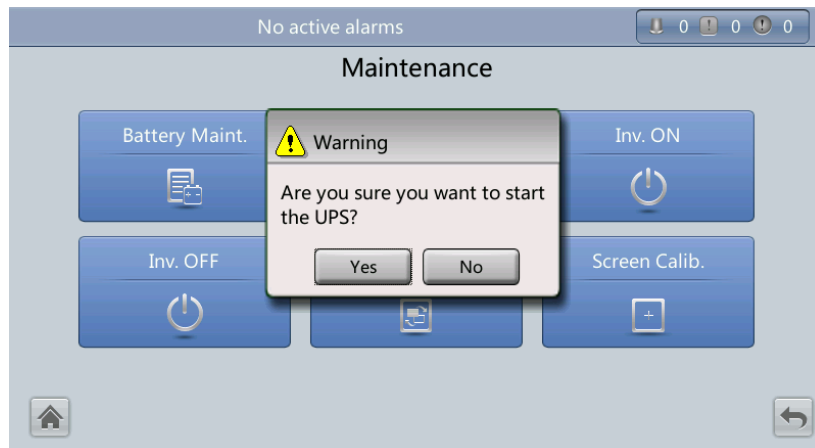 No active alarms
0 0 0
Maintenance
Battery Maint.
Inv. ON
Warning
Are you sure you want to start
the UPS?
Yes No
Inv. OFF
Screen Calib.